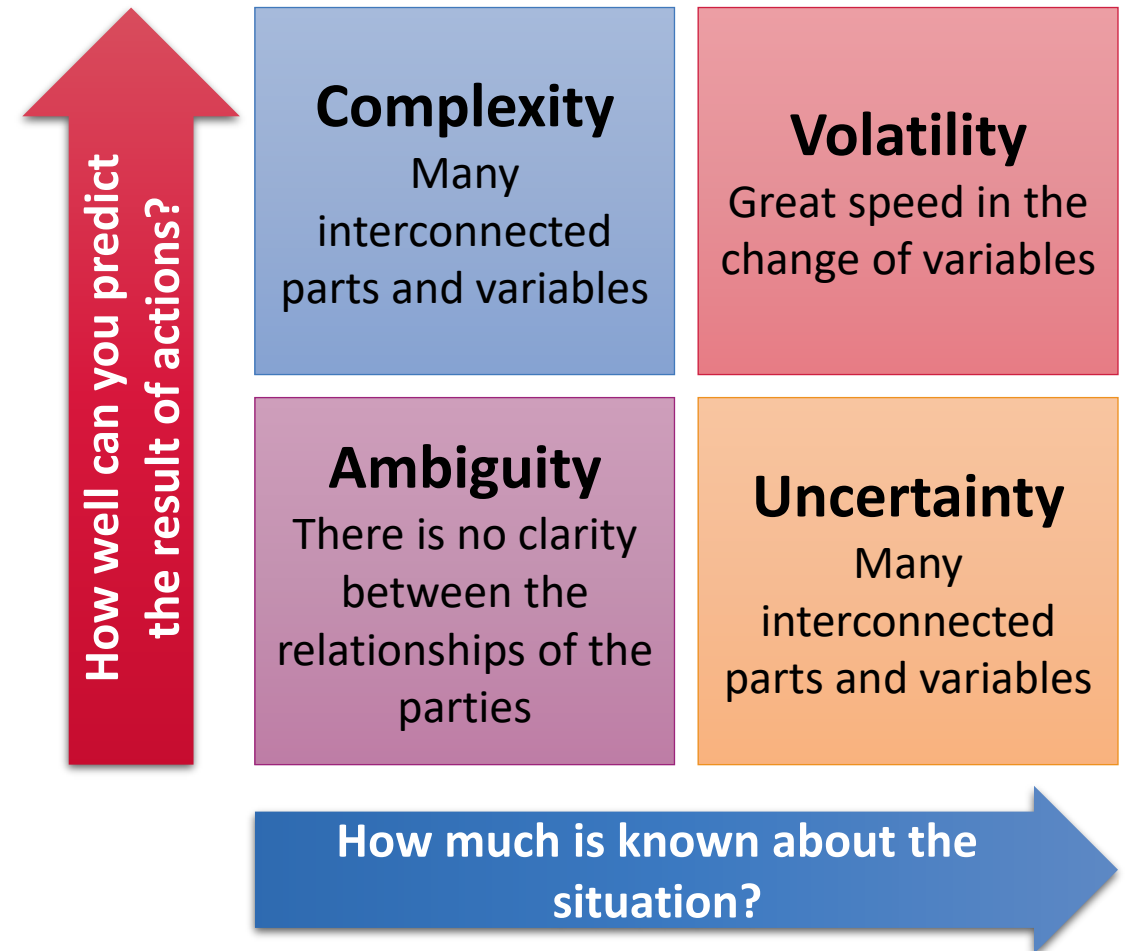 How well can you predict
the result of actions?
Complexity
Many
interconnected
parts and variables
Volatility
Great speed in the
change of variables
Ambiguity
There is no clarity
between the
relationships of the
parties
Uncertainty
Many
interconnected
parts and variables
How much is known about the
situation?